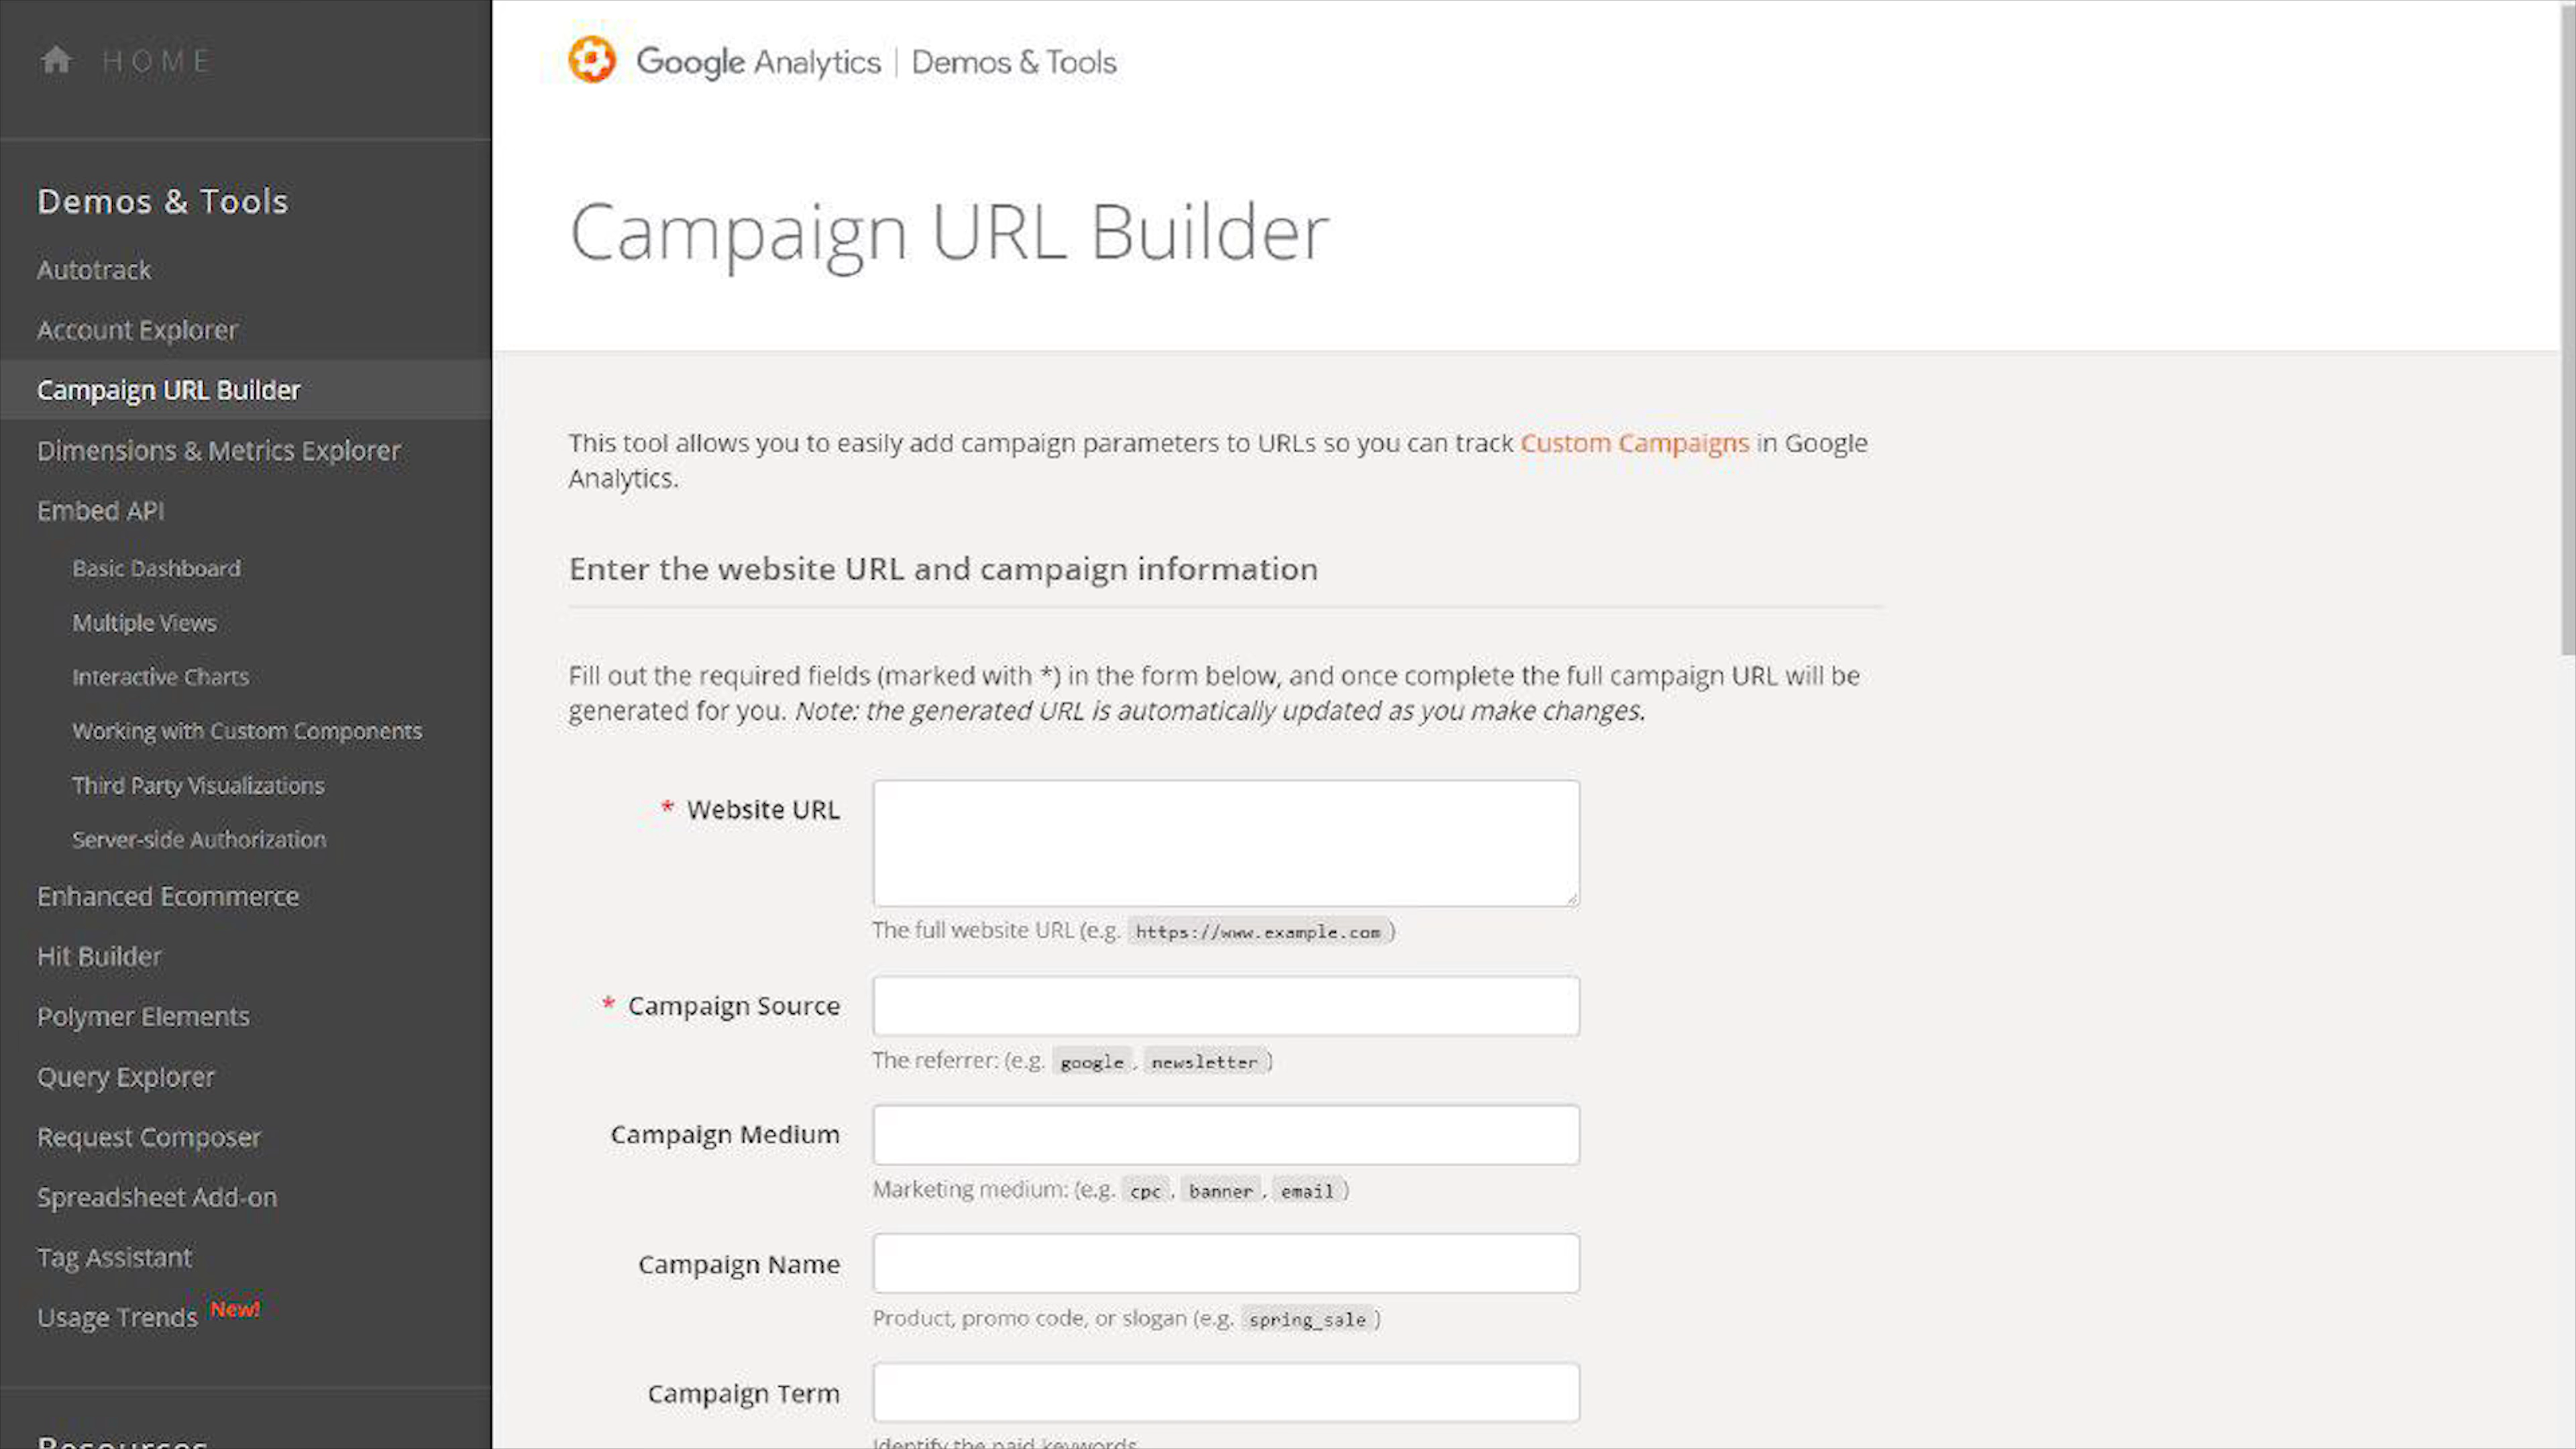 HOME
Demos & Tools
Autotrack
Account Explorer
Campaign URL Builder
Dimensions & Metrics Explorer
Embed API
Basic Dashboard
Multiple Views
Interactive Charts
Working with Custom Components
Third Party Visualizations
Server-side Authorization
Enhanced Ecommerce
Hit Builder
Polymer Elements
Query Explorer
Request Composer
Spreadsheet Add-on
Tag Assistant
Usage Trends New!
Resources
Google Analytics | Demos & Tools
Campaign URL Builder
This tool allows you to easily add campaign parameters to URLs so you can track Custom Campaigns in Google
Analytics.
Enter the website URL and campaign information
Fill out the required fields (marked with *) in the form below, and once complete the full campaign URL will be
generated for you. Note: the generated URL is automatically updated as you make changes.
* Website URL
The full website URL (e.g. https://www.example.com )
* Campaign Source
The referrer: (e.g. google , newsletter )
Campaign Medium
Marketing medium: (e.g. cpc , banner , email )
Campaign Name
Product, promo code, or slogan (e.g. spring_sale )
Campaign Term
Identify the paid keywords